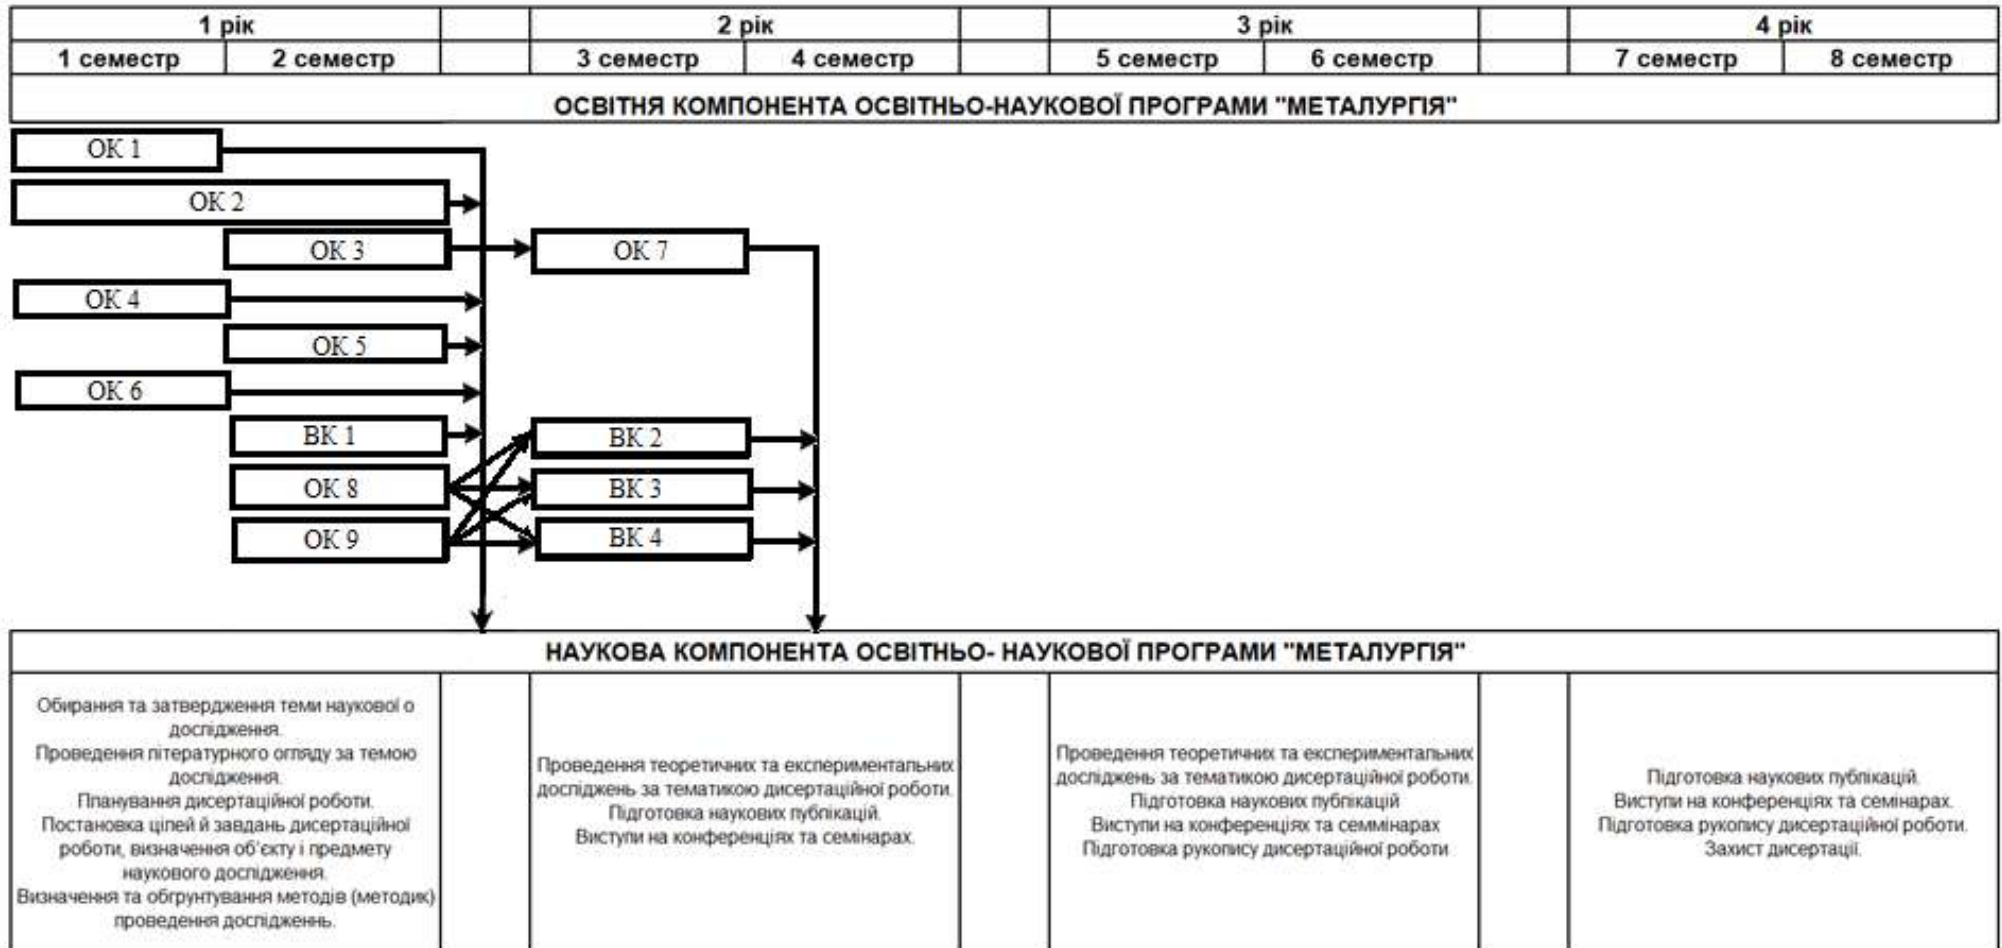 1 рік 2 рік 3 рік 4 рік
1 семестр 2 семестр 3 семестр 4 семестр 5 семестр 6 семестр 7 семестр 8 семестр
ОСВІТНЯ КОМПОНЕНТА ОСВІТНЬО-НАУКОВОЇ ПРОГРАМИ "МЕТАЛУРГІЯ"
ОК 1
ОК 2
ОК 3 ОК 7
ОК 4
ОК 5
ОК 6
ВК 1 ВК 2
ОК 8 ВК 3
ОК 9 ВК 4
НАУКОВА КОМПОНЕНТА ОСВІТНЬО- НАУКОВОЇ ПРОГРАМИ "МЕТАЛУРГІЯ"
Обирання та затвердження теми наукової о
дослідження.
Проведення літературного огляду за темою
дослідження.
Планування дисертаційної роботи.
Постановка цілей й завдань дисертаційної
роботи, визначення об'єкту і предмету
наукового дослідження.
Визначення та обгрунтування методів (методик)
проведення дослідженнь.
Проведення теоретичних та експериментальних
досліджень за тематикою дисертаційної роботи.
Підготовка наукових публікацій.
Виступи на конференціях та семінарах.
Проведення теоретичних та експериментальних
досліджень за тематикою дисертаційної роботи.
Підготовка наукових публікацій
Виступи на конференціях та семмінарах
Підготовка рукопису дисертаційної роботи
Підготовка наукових публікацій.
Виступи на конференціях та семінарах.
Підготовка рукопису дисертаційної роботи.
Захист дисертації.